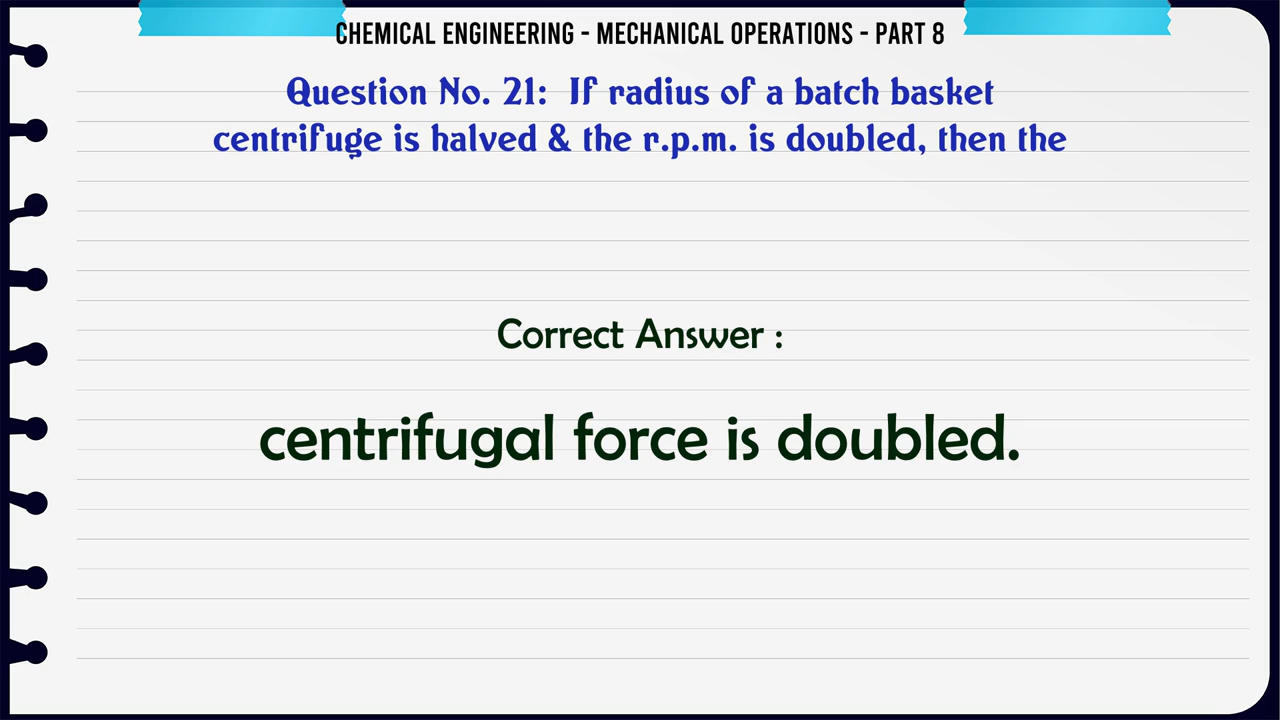 CHEMICAL ENGINEERING - MECHANICAL OPERATIONS - PART 8
Question No. 21: If radius of a batch basket
centrifuge is halved & the r.p.m. is doubled, then the
Correct Answer :
centrifugal force is doubled.